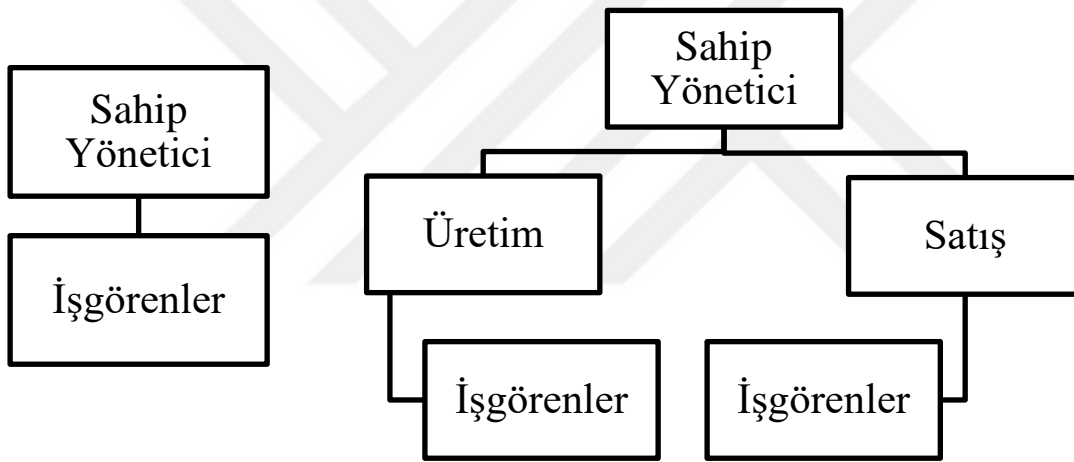 Sahip
Yönetici
İşgörenler
Sahip
Yönetici
Üretim
Satış
İşgörenler
İşgörenler